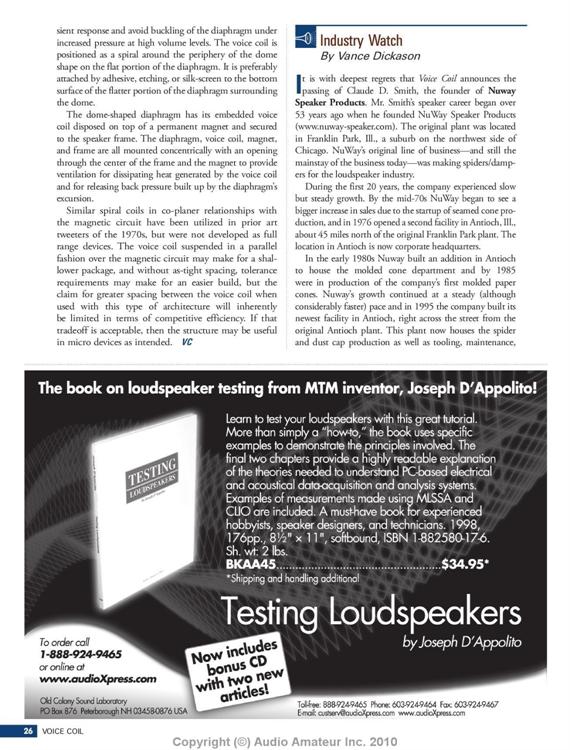 sient response and avoid buckling of the diaphragm under
increased pressure at high volume levels. The voice coil is
positioned as a spiral around the periphery of the dome
shape on the flat portion of the diaphragm. It is preferably
attached by adhesive, etching, or silk-screen to the bottom
surface of the flatter portion of the diaphragm surrounding
the dome.
The dome-shaped diaphragm has its embedded voice
coil disposed on top of a permanent magnet and secured
to the speaker frame. The diaphragm, voice coil, magnet,
and frame are all mounted concentrically with an opening
through the center of the frame and the magnet to provide
ventilation for dissipating heat generated by the voice coil
and for releasing back pressure built up by the diaphragm's
excursion.
Similar spiral coils in co-planer relationships with
the magnetic circuit have been utilized in prior art
tweeters of the 1970s, but were not developed as full
range devices. The voice coil suspended in a parallel
fashion over the magnetic circuit may make for a shal-
lower package, and without as-tight spacing, tolerance
requirements may make for an easier build, but the
claim for greater spacing between the voice coil when
used with this type of architecture will inherently
be limited in terms of competitive efficiency. If that
tradeoff is acceptable, then the structure may be useful
in micro devices as intended. VC
Industry Watch
By Vance Dickason
It is with deepest regrets that Voice Coil announces the
passing of Claude D. Smith, the founder of Nuway
Speaker Products. Mr. Smith's speaker career began over
53 years ago when he founded NuWay Speaker Products
(www.nuway-speaker.com). The original plant was located
in Franklin Park, Ill., a suburb on the northwest side of
Chicago. NuWay's original line of business—and still the
mainstay of the business today—was making spiders/damp-
ers for the loudspeaker industry.
During the first 20 years, the company experienced slow
but steady growth. By the mid-70s NuWay began to see a
bigger increase in sales due to the startup of seamed cone pro-
duction, and in 1976 opened a second facility in Antioch, Ill.,
about 45 miles north of the original Franklin Park plant. The
location in Antioch is now corporate headquarters.
In the early 1980s Nuway built an addition in Antioch
to house the molded cone department and by 1985
were in production of the company's first molded paper
cones. Nuway's growth continued at a steady (although
considerably faster) pace and in 1995 the company built its
newest facility in Antioch, right across the street from the
original Antioch plant. This plant now houses the spider
and dust cap production as well as tooling, maintenance,
The book on loudspeaker testing from MTM inventor, Joseph D'Appolito!
TESTING
LOUDSPEAKERS
Learn to test your loudspeakers with this great tutorial.
More than simply a "how-to," the book uses specific
examples to demonstrate the principles involved. The
final two chapters provide a highly readable explanation
of the theories needed to understand PC-based electrical
and acoustical data-acquisition and analysis systems.
Examples of measurements made using MLSSA and
CLIO are included. A must-have book for experienced
hobbyists, speaker designers, and technicians. 1998,
176pp., 8½" × 11", softbound, ISBN 1-882580-17-6.
Sh. wt: 2 lbs.
BKAA45....................................................$34.95*
*Shipping and handling additional
Testing Loudspeakers
by Joseph D'Appolito
To order call
1-888-924-9465
or online at
www.audioXpress.com
Now includes
bonus CD
with two new
articles!
Old Colony Sound Laboratory
PO Box 876 Peterborough NH 03458-0876 USA
Toll-free: 888-924-9465 Phone: 603-924-9464 Fax: 603-924-9467
E-mail: custserv@audioXpress.com www.audioXpress.com
26 VOICE COIL
Copyright (©) Audio Amateur Inc. 2010